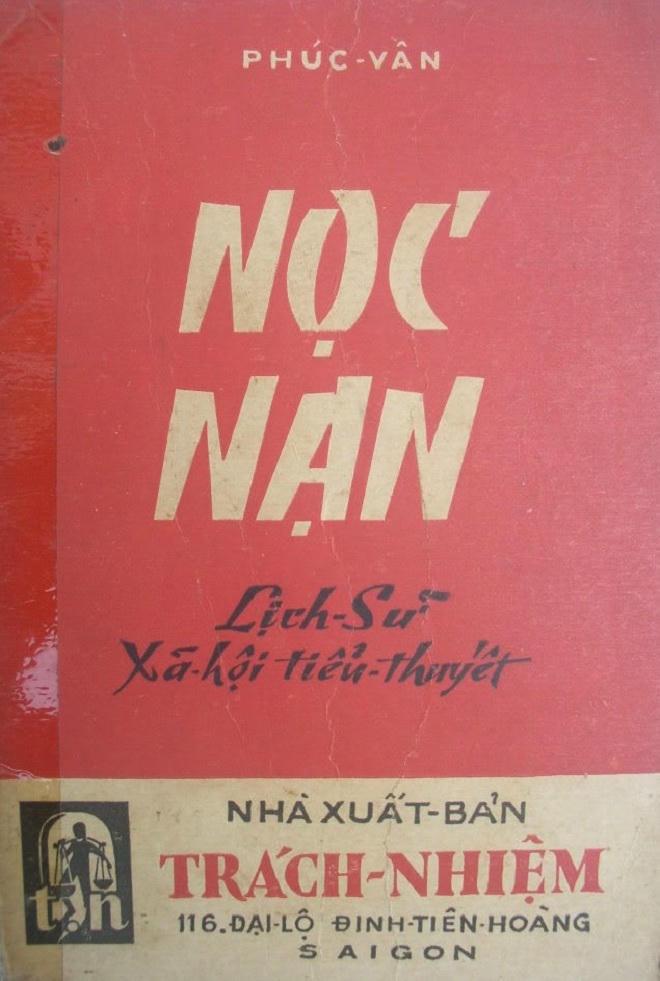 PHÚC-VÂN
NỌC
NẠN
Lịch-Sử
Xã-hội tiểu-thuyết
NHÀ XUẤT-BẢN
TRÁCH-NHIỆM
116.ĐẠI-LỘ ĐINH-TIÊN-HOÀNG
SAIGON